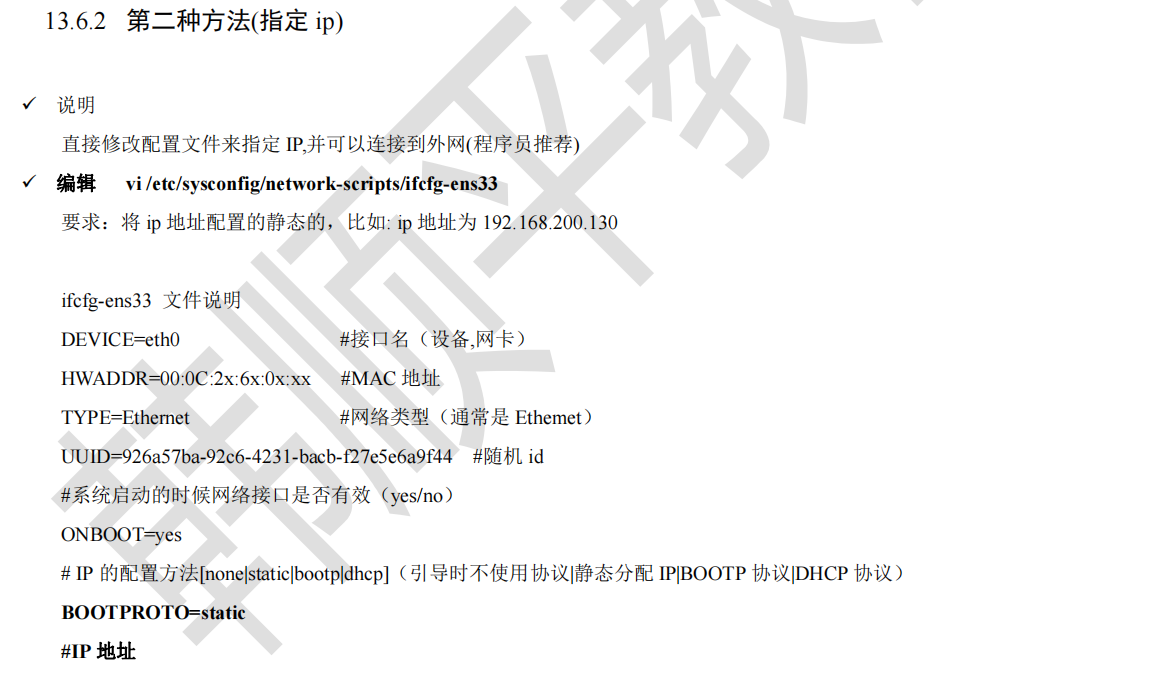 13.6.2 第二种方法(指定 ip)
✓ 说明
直接修改配置文件来指定 IP,并可以连接到外网(程序员推荐)
✓ 编辑 vi /etc/sysconfig/network-scripts/ifcfg-ens33
要求：将 ip 地址配置的静态的，比如: ip 地址为 192.168.200.130
ifcfg-ens33 文件说明
DEVICE=eth0 #接口名（设备,网卡）
HWADDR=00:0C:2x:6x:0x:xx #MAC 地址
TYPE=Ethernet #网络类型（通常是 Ethemet）
UUID=926a57ba-92c6-4231-bacb-f27e5e6a9f44 #随机 id
#系统启动的时候网络接口是否有效（yes/no）
ONBOOT=yes
# IP 的配置方法[none|static|bootp|dhcp]（引导时不使用协议|静态分配 IP|BOOTP 协议|DHCP 协议）
BOOTPROTO=static
#IP 地址
韩顺平教